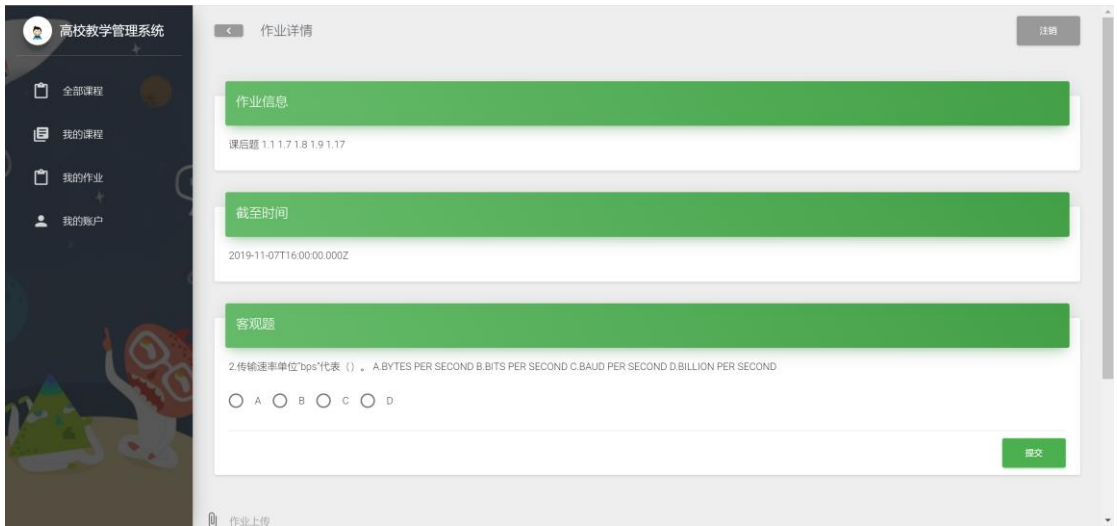 高校教学管理系统
作业详情
注销
全部课程
我的课程
我的作业
我的账户
作业信息
课后题 1.1 1.7 1.8 1.9 1.17
截至时间
2019-11-07T16:00:00.000Z
客观题
2.传输速率单位"bps"代表（）。 A.BYTES PER SECOND B.BITS PER SECOND C.BAUD PER SECOND D.BILLION PER SECOND
A B C D
提交
作业上传